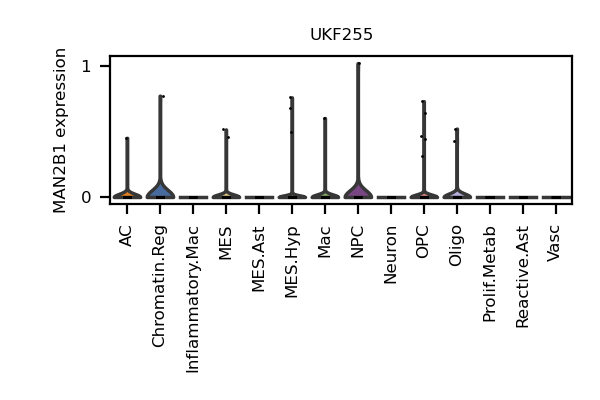 UKF255
MAN2B1 expression
1
0
AC
Chromatin.Reg
Inflammatory.Mac
MES
MES.Ast
MES.Hyp
Mac
NPC
Neuron
OPC
Oligo
Prolif.Metab
Reactive.Ast
Vasc